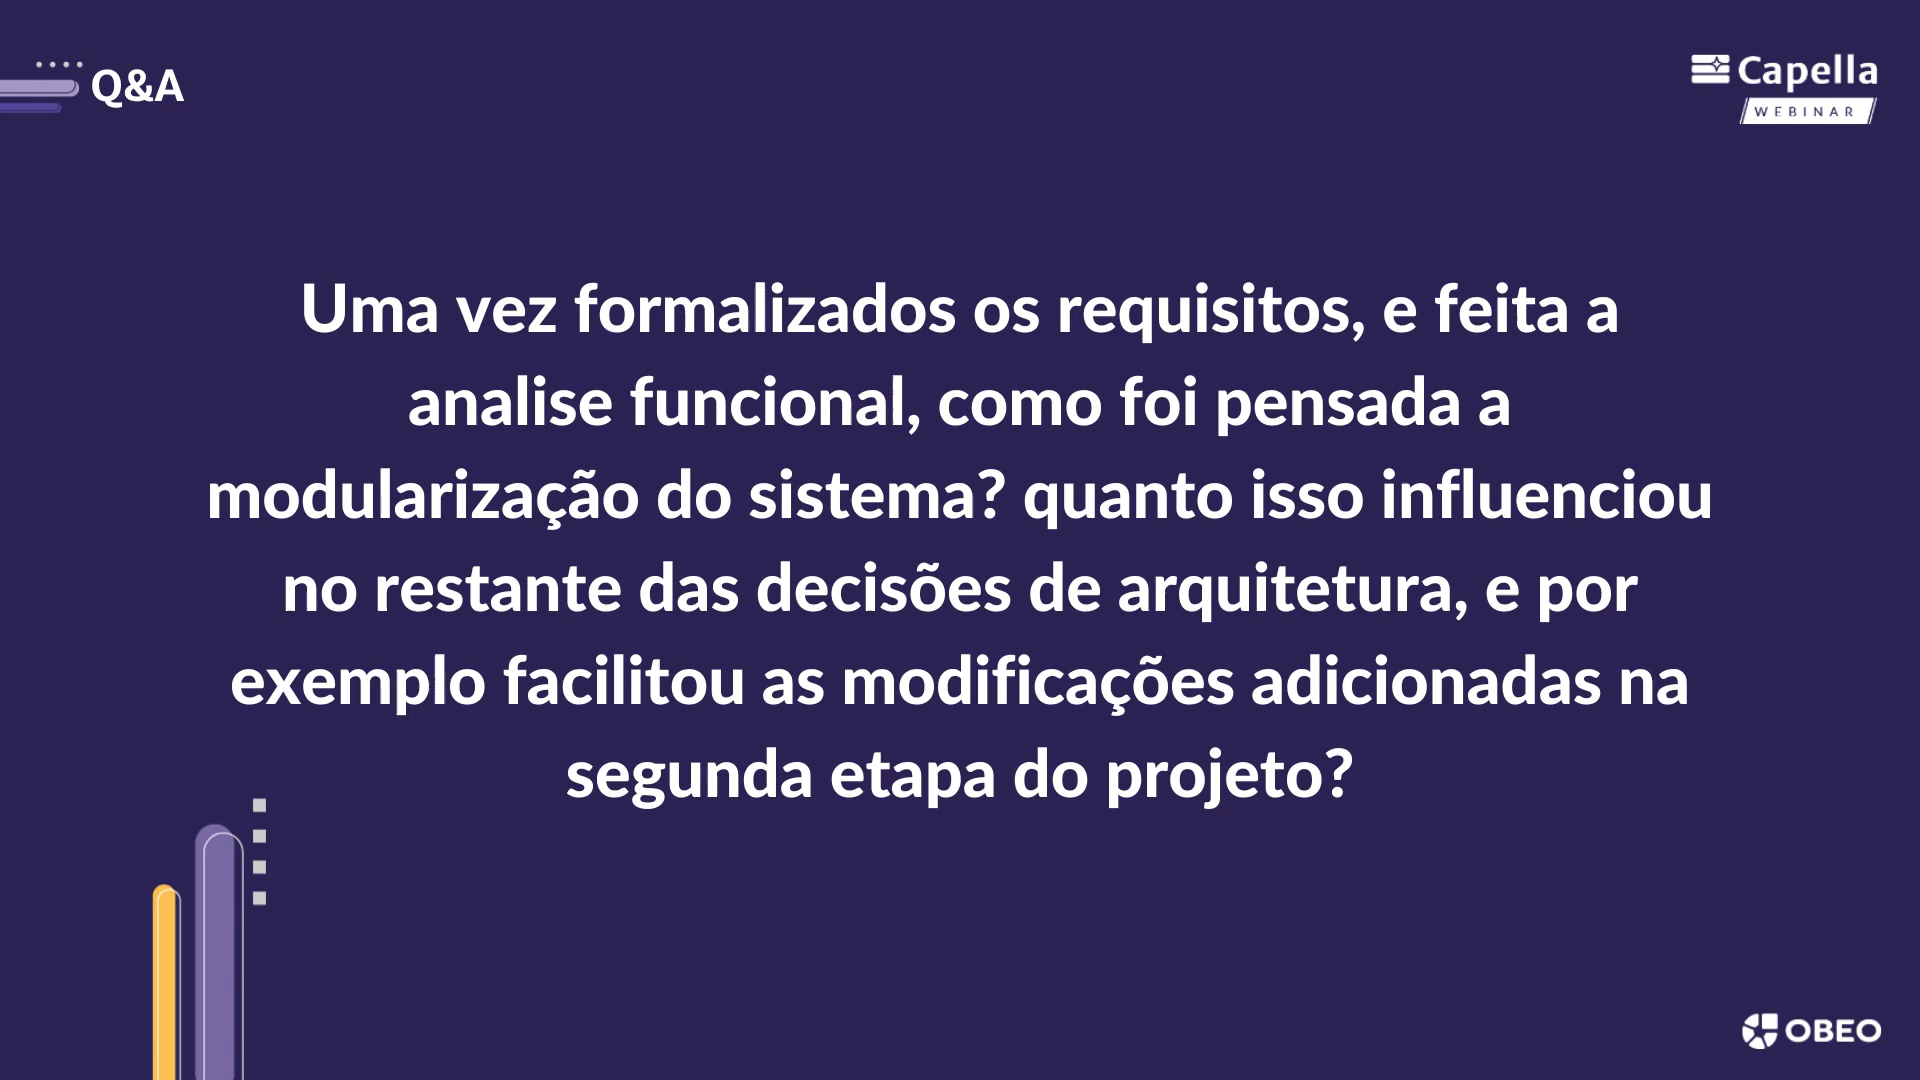 Q&A
Capella
WEBINAR
Uma vez formalizados os requisitos, e feita a
analise funcional, como foi pensada a
modularização do sistema? quanto isso influenciou
no restante das decisões de arquitetura, e por
exemplo facilitou as modificações adicionadas na
segunda etapa do projeto?
OBEO